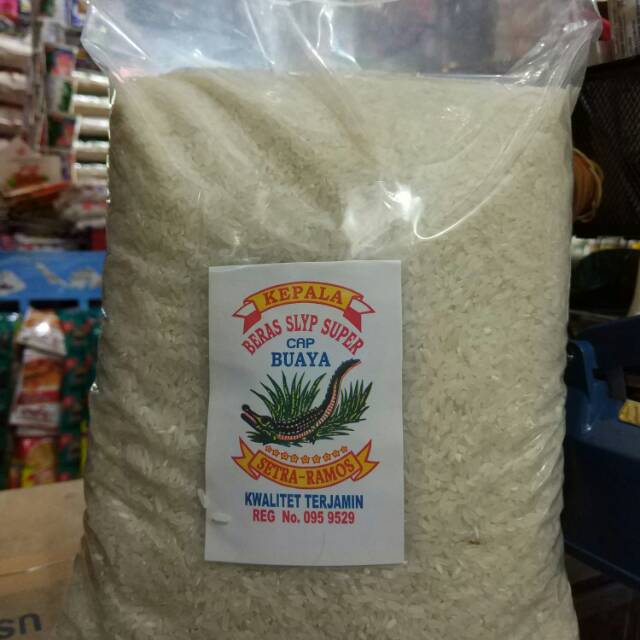 KEPALA
BERAS SLYP SUPER
CAP
BUAYA
SETRA-RAMOS
KWALITET TERJAMIN
REG No. 095 9529